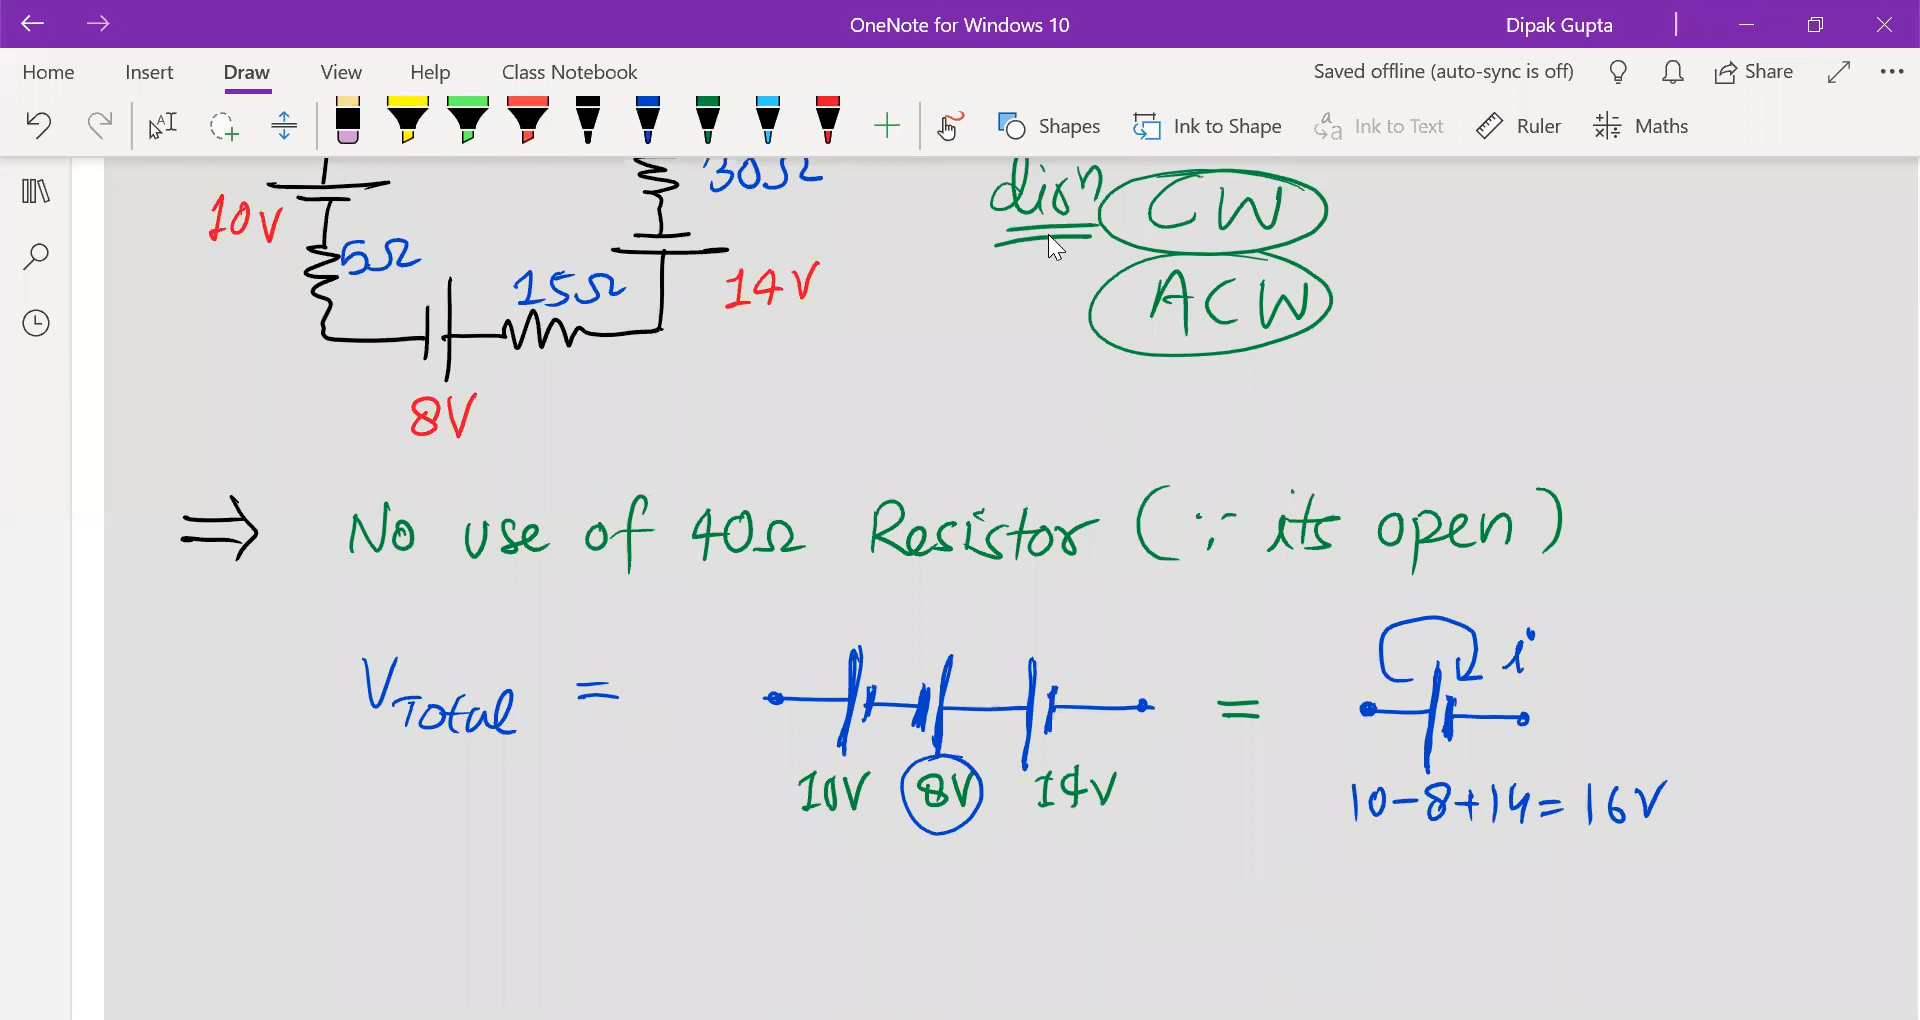 OneNote for Windows 10
Dipak Gupta
Home Insert Draw View Help Class Notebook
Saved offline (auto-sync is off) Share
Shapes Ink to Shape Ink to Text Ruler Maths
30Ω
dirⁿ CW
10V
5Ω
15Ω
14V
ACW
8V
⇒ No use of 40Ω Resistor (∵ its open)
i
V Total = =
10V 8V 14V
10-8+14=16V